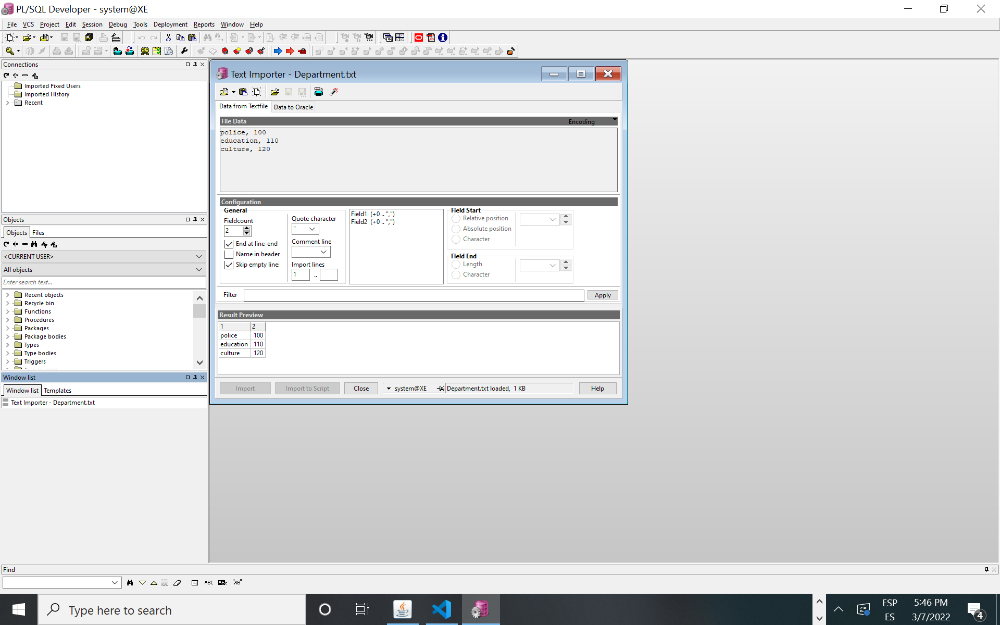 PL/SQL Developer - system@XE
File VCS Project Edit Session Debug Tools Deployment Reports Window Help
Connections
Imported Fixed Users
Imported History
Recent
Objects
Objects Files
<CURRENT USER>
All objects
Enter search text...
Recent objects
Recycle bin
Functions
Procedures
Packages
Package bodies
Types
Type bodies
Triggers
Window list
Window list Templates
Text Importer - Department.txt
Text Importer - Department.txt
Data from Textfile Data to Oracle
File Data Encoding
police, 100
education, 110
culture, 120
Configuration
General
Fieldcount
2
End at line-end
Name in header
Skip empty lines
Quote character
"
Comment line
Import lines
1 ..
Field1 (+0 .. ",")
Field2 (+0 .. ",")
Field Start
Relative position
Absolute position
Character
Field End
Length
Character
Filter Apply
Result Preview
1 2
police 100
education 110
culture 120
Import Import to Script Close system@XE Department.txt loaded, 1 KB Help
Find
ABC "AB"
Type here to search
ESP
ES
5:46 PM
3/7/2022
4